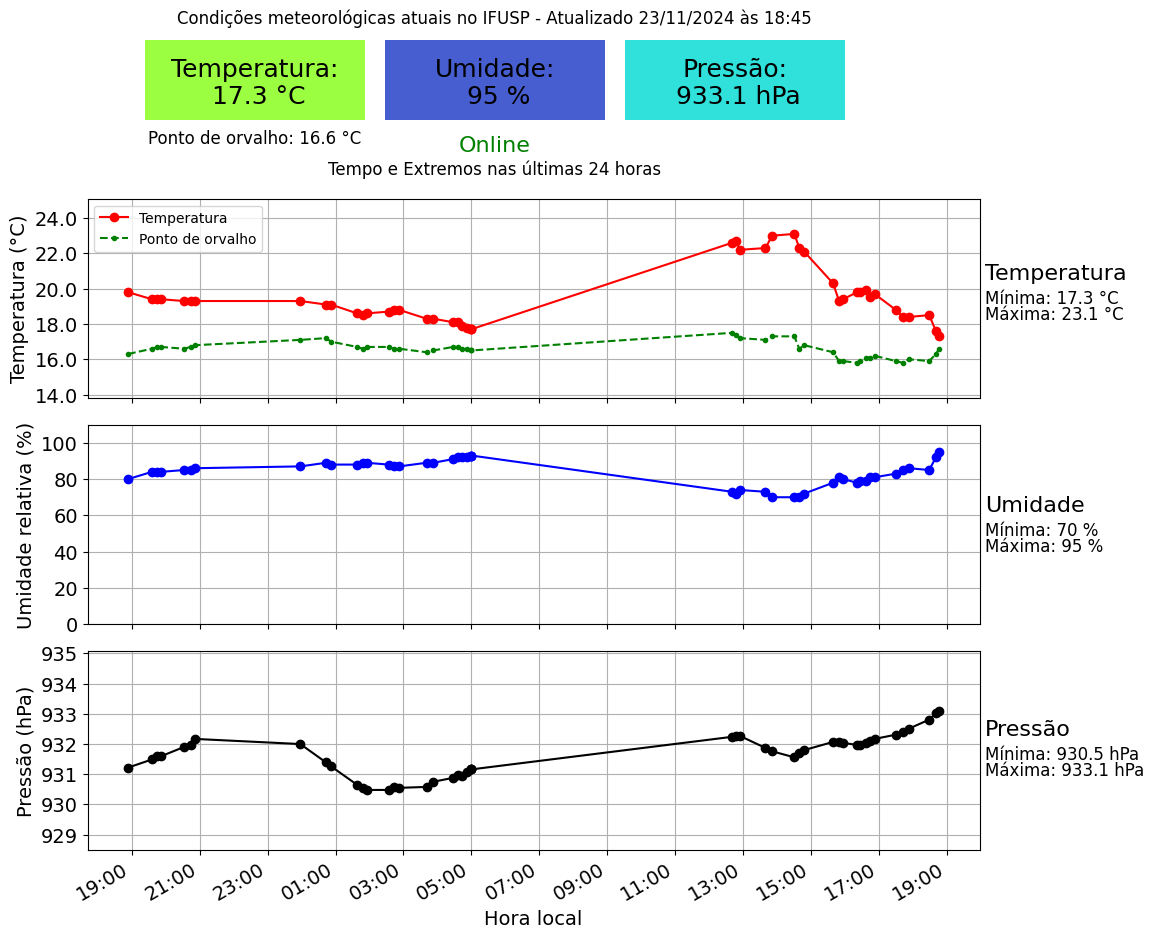 Condições meteorológicas atuais no IFUSP - Atualizado 23/11/2024 às 18:45
Temperatura:
17.3 °C
Umidade:
95 %
Pressão:
933.1 hPa
Ponto de orvalho: 16.6 °C
Online
Tempo e Extremos nas últimas 24 horas
Temperatura (°C)
24.0
22.0
20.0
18.0
16.0
14.0
Temperatura
Ponto de orvalho
Temperatura
Mínima: 17.3 °C
Máxima: 23.1 °C
Umidade relativa (%)
100
80
60
40
20
0
Umidade
Mínima: 70 %
Máxima: 95 %
Pressão (hPa)
935
934
933
932
931
930
929
Pressão
Mínima: 930.5 hPa
Máxima: 933.1 hPa
19:00 21:00 23:00 01:00 03:00 05:00 07:00 09:00 11:00 13:00 15:00 17:00 19:00
Hora local